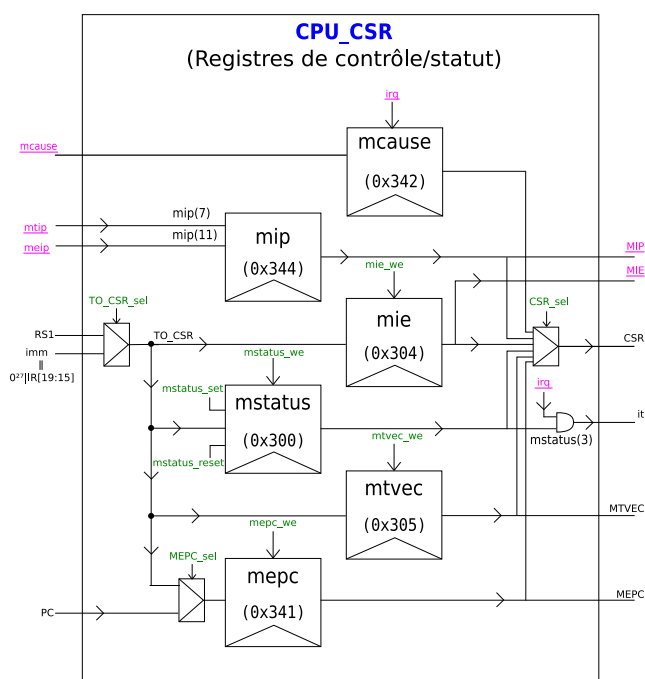 CPU_CSR
(Registres de contrôle/statut)
irq
mcause
mcause
(0x342)
mtip
mip(7)
meip
mip(11)
mip
(0x344)
MIP
mie_we
MIE
TO_CSR_sel
mie
(0x304)
CSR_sel
RS1
TO_CSR
CSR
imm
||
0²⁷||IR[19:15]
mstatus_we
mstatus_set
mstatus
(0x300)
mstatus_reset
irq
it
mstatus(3)
mtvec_we
mtvec
(0x305)
MTVEC
mepc_we
MEPC_sel
mepc
(0x341)
MEPC
PC